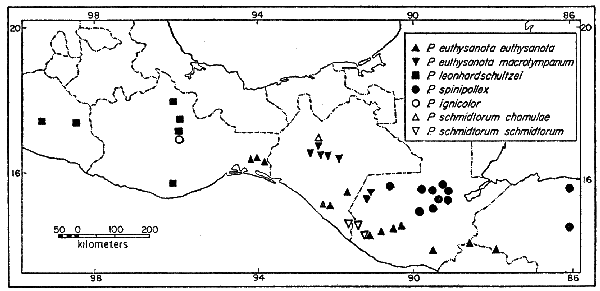 98 94 90 86
20 20
P euthysanota euthysanota
P euthysanota macrotympanum
P leonhardschultzei
P spinipollex
P ignicolor
P schmidtorum chamulae
P schmidtorum schmidtorum
16 16
50 0 100 200
kilometers
98 94 90 86